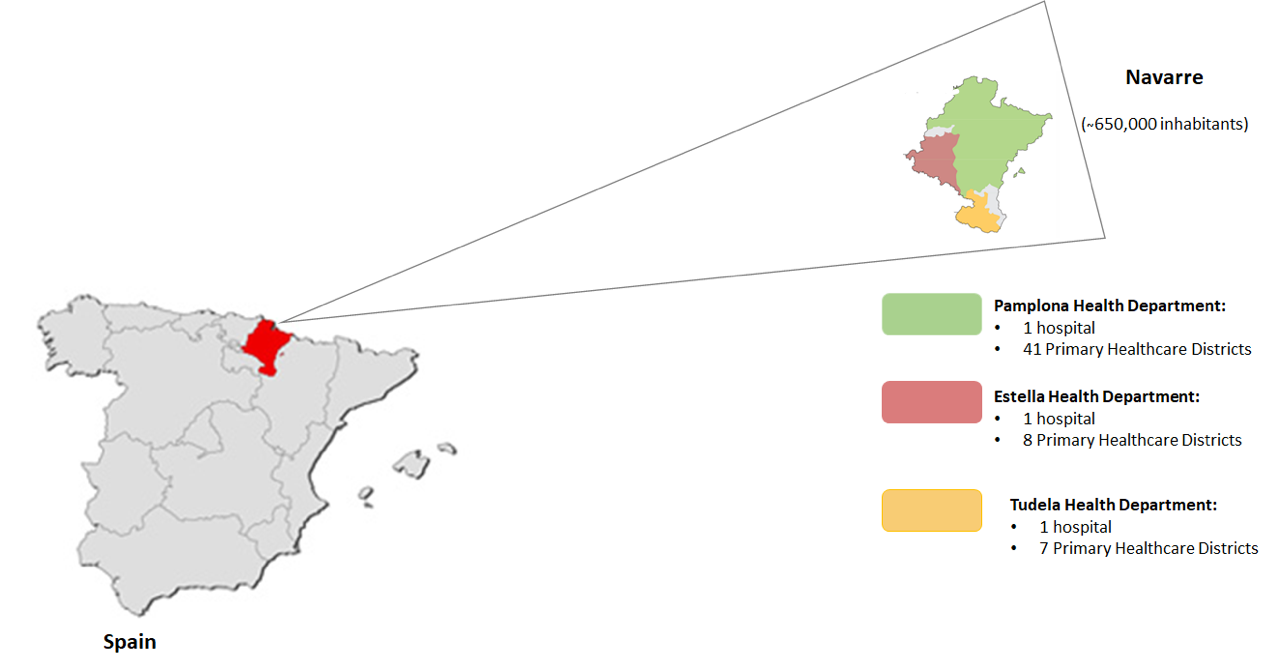 Navarre
(~650,000 inhabitants)
Pamplona Health Department:
• 1 hospital
• 41 Primary Healthcare Districts
Estella Health Department:
• 1 hospital
• 8 Primary Healthcare Districts
Tudela Health Department:
• 1 hospital
• 7 Primary Healthcare Districts
Spain